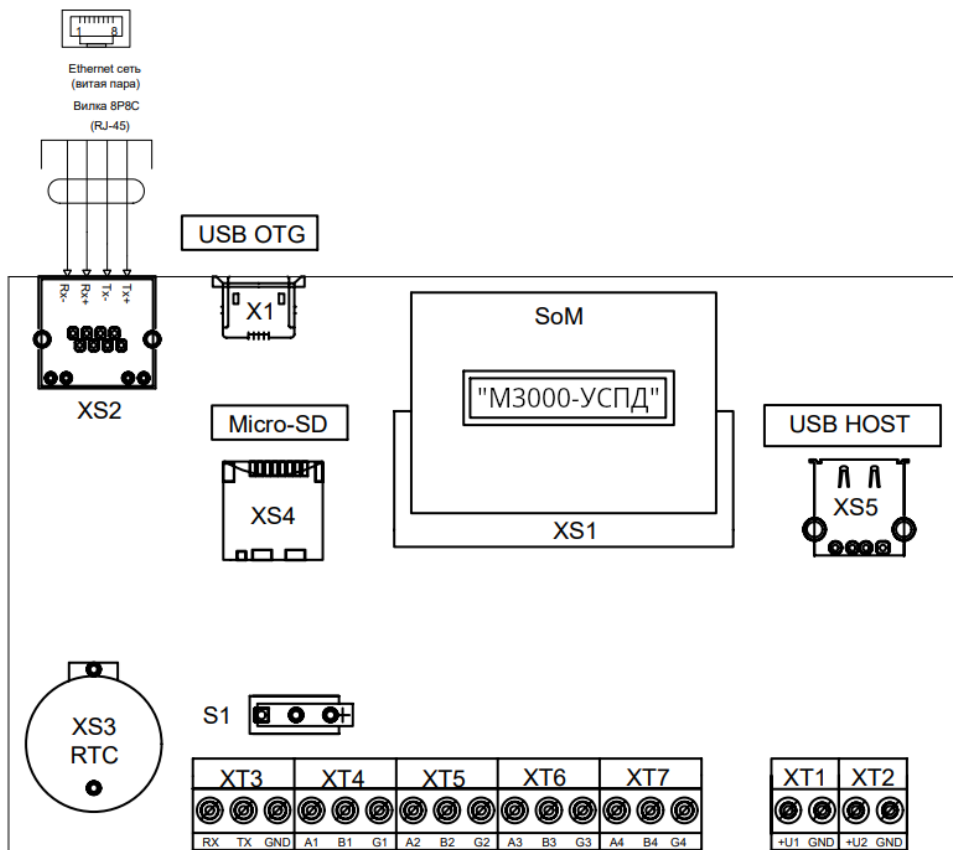 1 8
Ethernet сеть
(витая пара)
Вилка 8P8C
(RJ-45)
USB OTG
Rx- Rx+ Tx- Tx+
X1
SoM
"М3000-УСПД"
XS2
Micro-SD
USB HOST
XS4
XS1
XS5
S1
+
XS3
RTC
XT3 XT4 XT5 XT6 XT7 XT1 XT2
RX TX GND A1 B1 G1 A2 B2 G2 A3 B3 G3 A4 B4 G4 +U1 GND +U2 GND